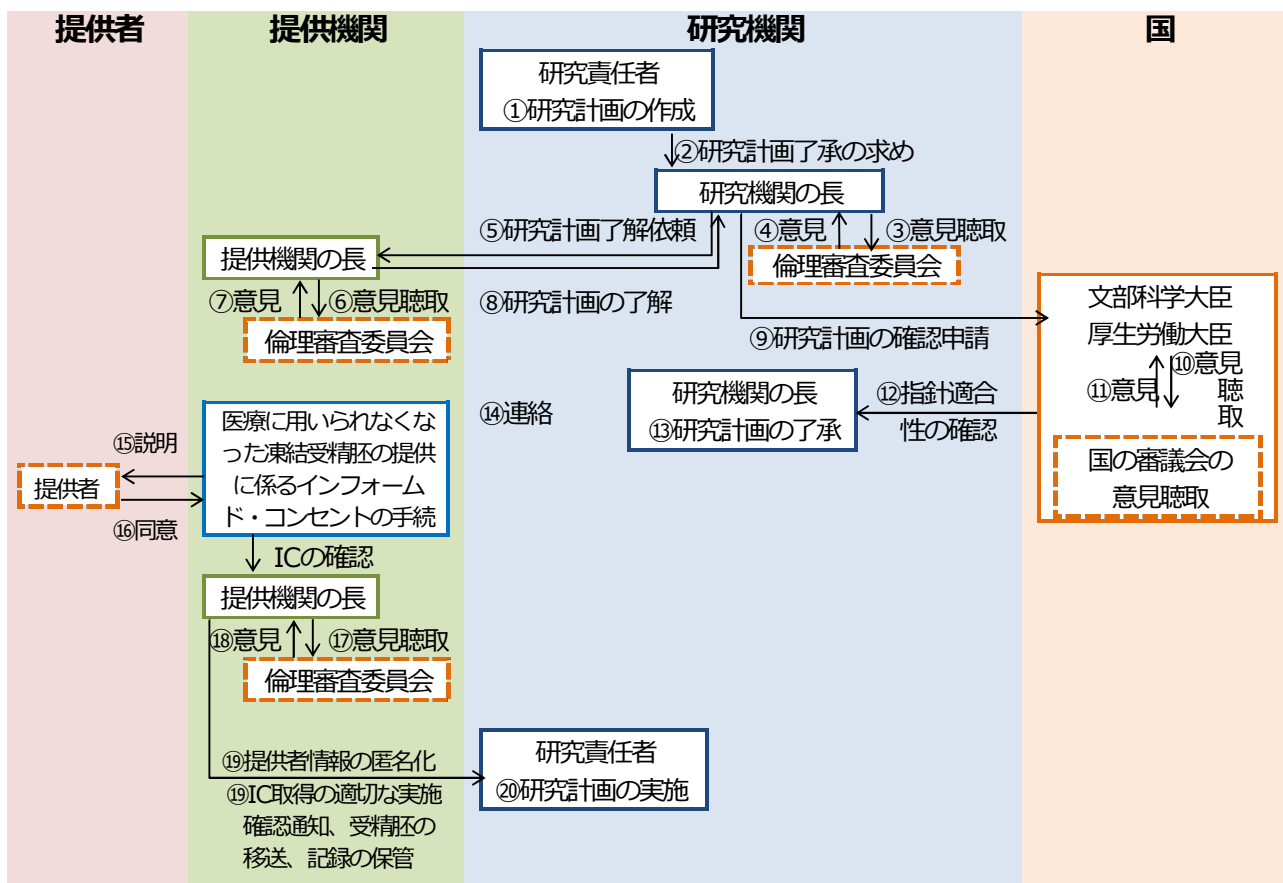 提供者
提供機関
研究機関
国
研究責任者
①研究計画の作成
②研究計画了承の求め
研究機関の長
⑤研究計画了解依頼
④意見
③意見聴取
提供機関の長
倫理審査委員会
⑦意見
⑥意見聴取
⑧研究計画の了解
倫理審査委員会
⑨研究計画の確認申請
文部科学大臣
厚生労働大臣
⑪意見
⑩意見
聴
取
国の審議会の
意見聴取
研究機関の長
⑬研究計画の了承
⑫指針適合
性の確認
⑭連絡
医療に用いられなくな
った凍結受精胚の提供
に係るインフォーム
ド・コンセントの手続
⑮説明
提供者
⑯同意
ICの確認
提供機関の長
⑱意見
⑰意見聴取
倫理審査委員会
⑲提供者情報の匿名化
⑲IC取得の適切な実施
確認通知、受精胚の
移送、記録の保管
研究責任者
⑳研究計画の実施